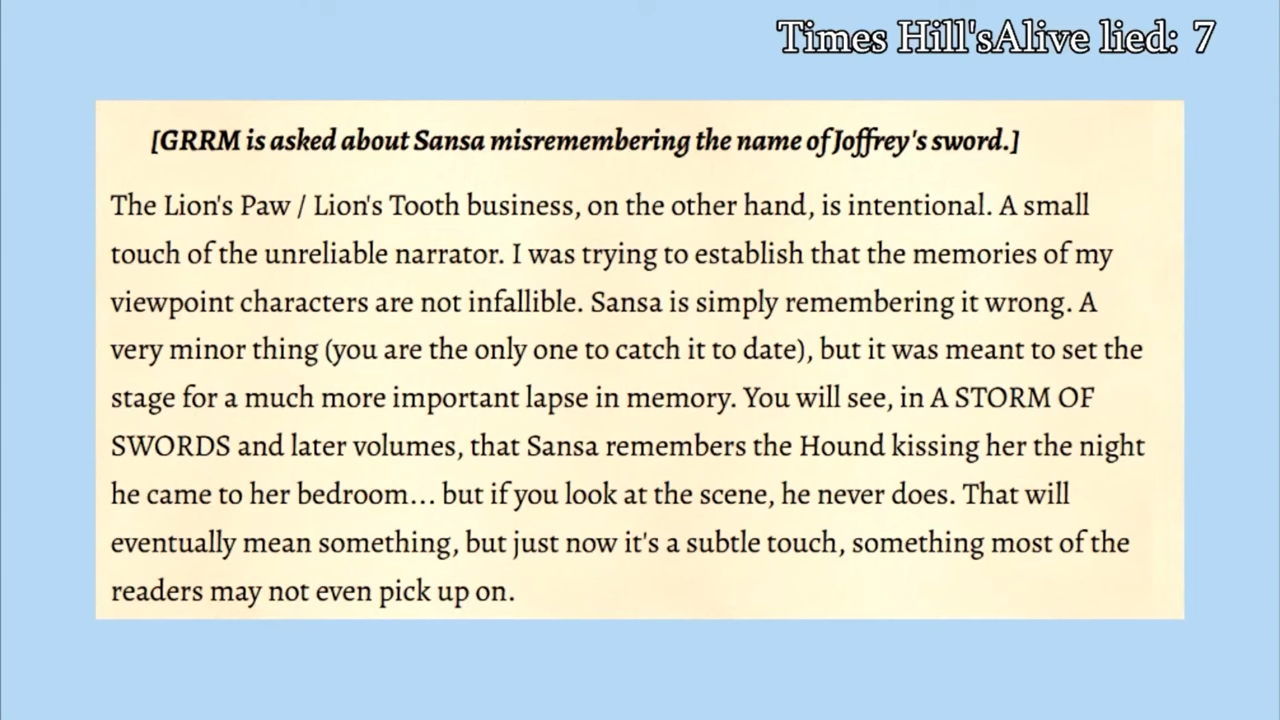 Times Hill'sAlive lied: 7
[GRRM is asked about Sansa misremembering the name of Joffrey's sword.]
The Lion's Paw / Lion's Tooth business, on the other hand, is intentional. A small
touch of the unreliable narrator. I was trying to establish that the memories of my
viewpoint characters are not infallible. Sansa is simply remembering it wrong. A
very minor thing (you are the only one to catch it to date), but it was meant to set the
stage for a much more important lapse in memory. You will see, in A STORM OF
SWORDS and later volumes, that Sansa remembers the Hound kissing her the night
he came to her bedroom... but if you look at the scene, he never does. That will
eventually mean something, but just now it's a subtle touch, something most of the
readers may not even pick up on.